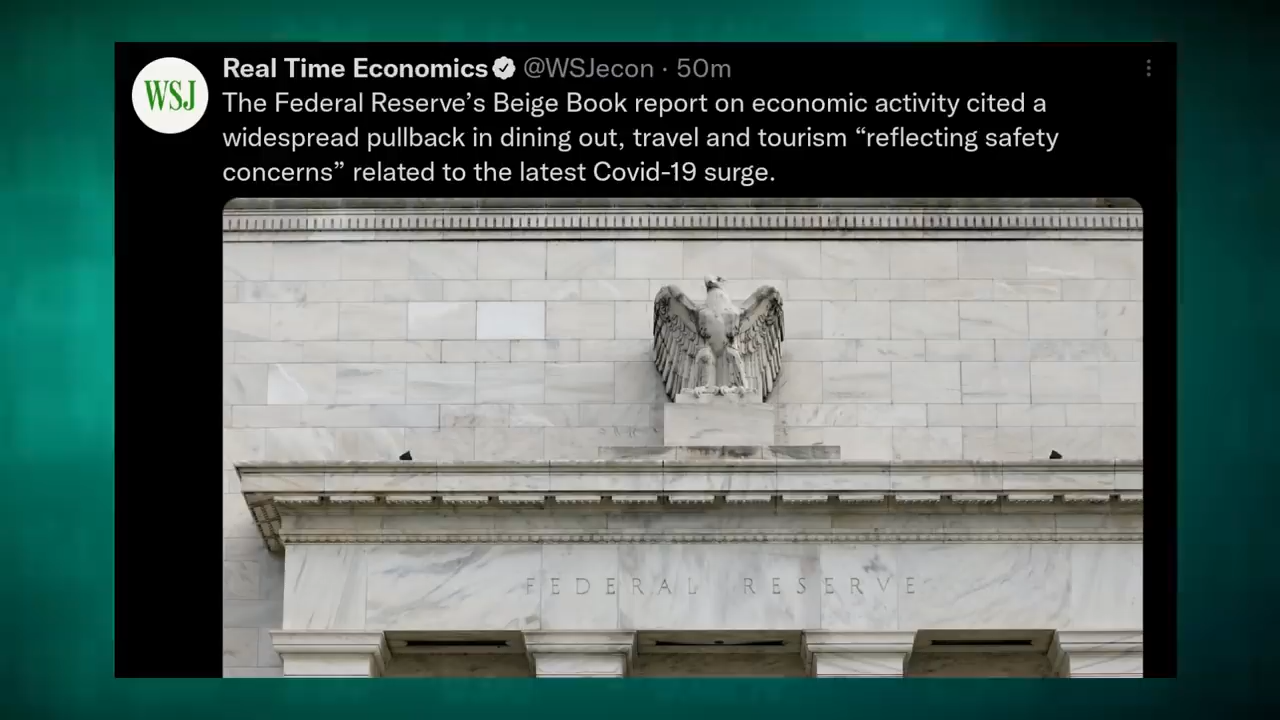 WSJ
Real Time Economics @WSJecon · 50m
The Federal Reserve’s Beige Book report on economic activity cited a
widespread pullback in dining out, travel and tourism “reflecting safety
concerns” related to the latest Covid-19 surge.
FEDERAL RESERVE